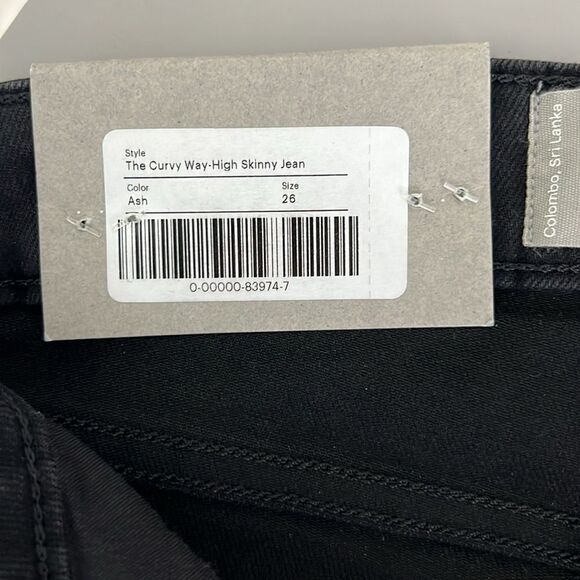 Style
The Curvy Way-High Skinny Jean
Color Size
Ash 26
0-00000-83974-7
Colombo, Sri Lanka